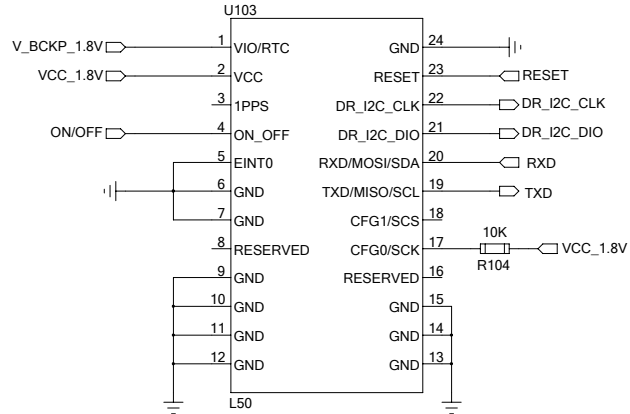 U103
V_BCKP_1.8V 1 VIO/RTC GND 24
VCC_1.8V 2 VCC RESET 23 RESET
3 1PPS DR_I2C_CLK 22 DR_I2C_CLK
ON/OFF 4 ON_OFF DR_I2C_DIO 21 DR_I2C_DIO
5 EINT0 RXD/MOSI/SDA 20 RXD
6 GND TXD/MISO/SCL 19 TXD
7 GND CFG1/SCS 18
10K
8 RESERVED CFG0/SCK 17 VCC_1.8V
R104
9 GND RESERVED 16
10 GND GND 15
11 GND GND 14
12 GND GND 13
L50